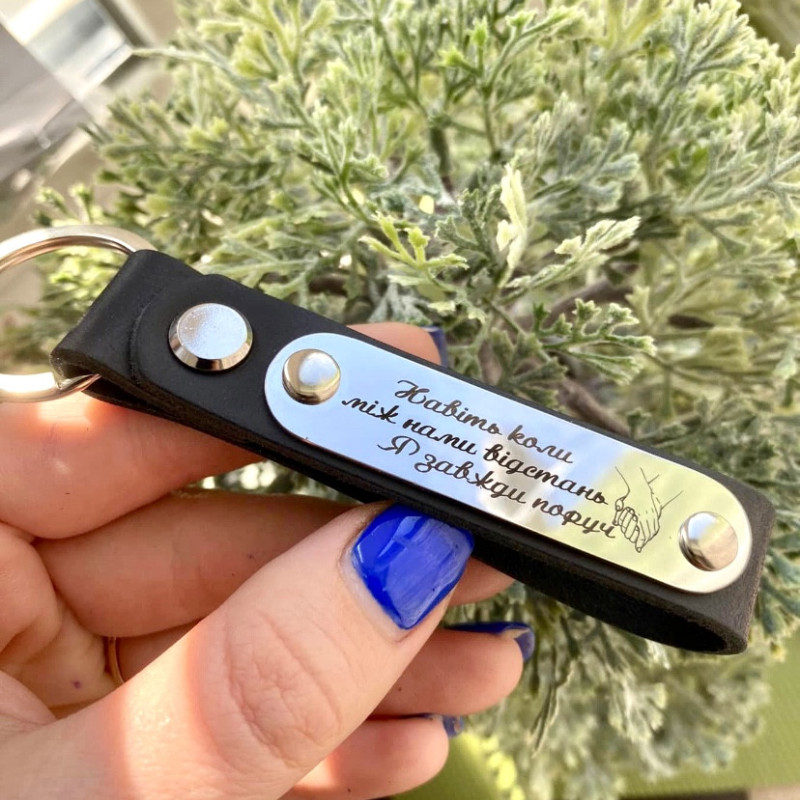 Навіть коли
між нами відстань
Я завжди поруч